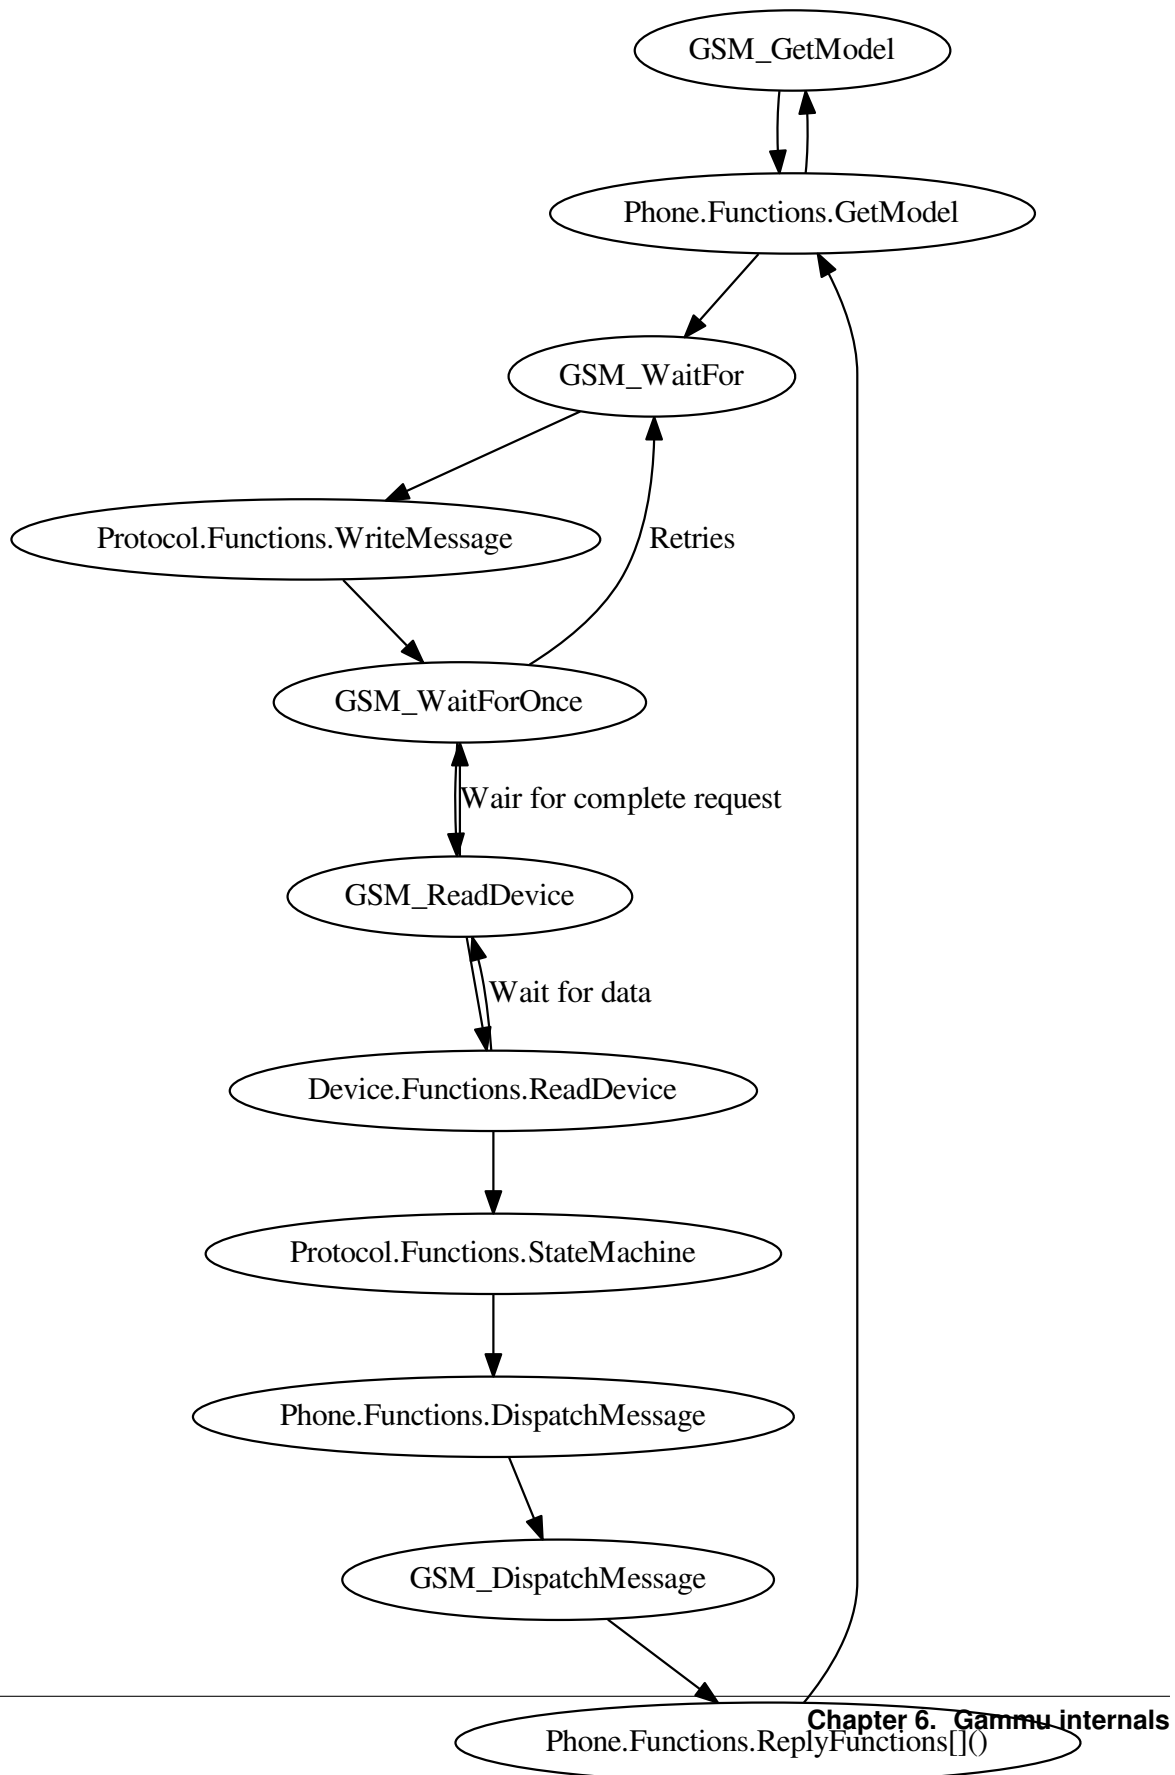 GSM_GetModel
Phone.Functions.GetModel
GSM_WaitFor
Protocol.Functions.WriteMessage
Retries
GSM_WaitForOnce
Wair for complete request
GSM_ReadDevice
Wait for data
Device.Functions.ReadDevice
Protocol.Functions.StateMachine
Phone.Functions.DispatchMessage
GSM_DispatchMessage
Chapter 6. Gammu internals
Phone.Functions.ReplyFunctions[]()